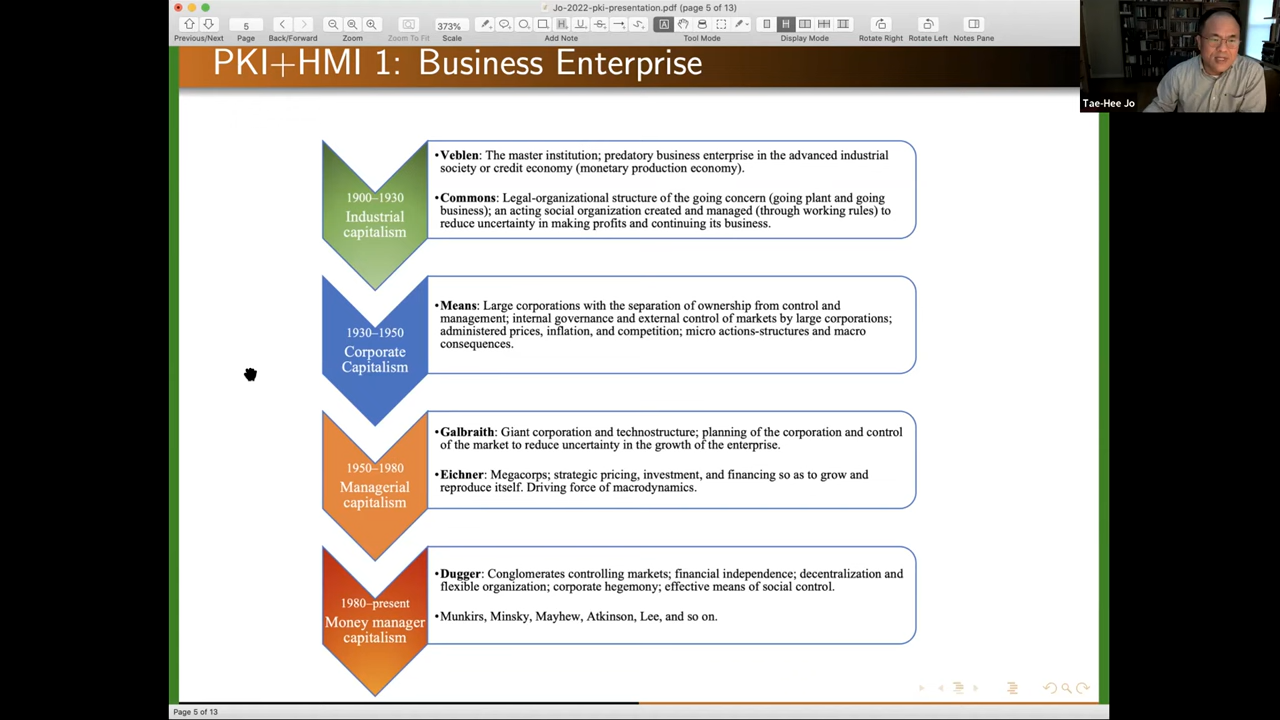 Jo-2022-pki-presentation.pdf (page 5 of 13)
5
373%
A
Previous/Next
Page
Back/Forward
Zoom
Zoom To Fit
Scale
Add Note
Tool Mode
Display Mode
Rotate Right
Rotate Left
Notes Pane
Tae-Hee Jo
PKI+HMI 1: Business Enterprise
1900–1930
Industrial
capitalism
•Veblen: The master institution; predatory business enterprise in the advanced industrial
society or credit economy (monetary production economy).
•Commons: Legal-organizational structure of the going concern (going plant and going
business); an acting social organization created and managed (through working rules) to
reduce uncertainty in making profits and continuing its business.
1930–1950
Corporate
Capitalism
•Means: Large corporations with the separation of ownership from control and
management; internal governance and external control of markets by large corporations;
administered prices, inflation, and competition; micro actions-structures and macro
consequences.
1950–1980
Managerial
capitalism
•Galbraith: Giant corporation and technostructure; planning of the corporation and control
of the market to reduce uncertainty in the growth of the enterprise.
•Eichner: Megacorps; strategic pricing, investment, and financing so as to grow and
reproduce itself. Driving force of macrodynamics.
1980–present
Money manager
capitalism
•Dugger: Conglomerates controlling markets; financial independence; decentralization and
flexible organization; corporate hegemony; effective means of social control.
•Munkirs, Minsky, Mayhew, Atkinson, Lee, and so on.
Page 5 of 13